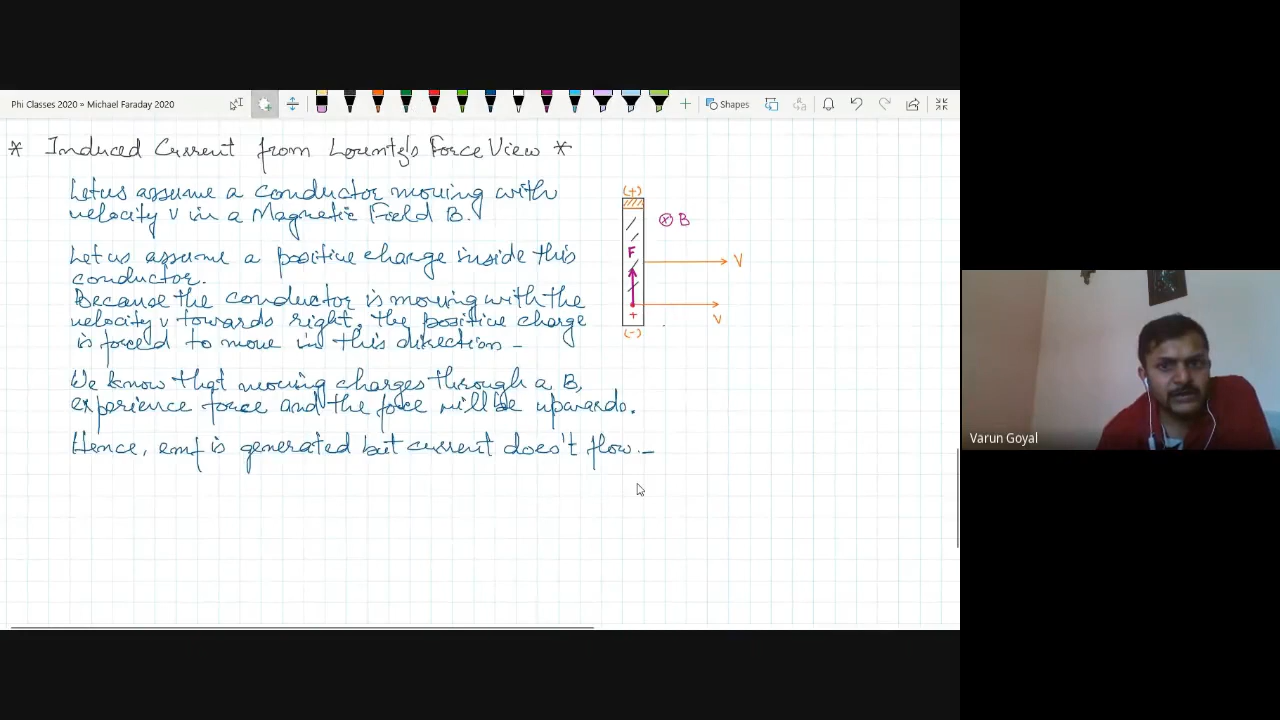 Phi Classes 2020 » Michael Faraday 2020
Shapes
* Induced Current from Lorentz's Force View *
Let us assume a conductor moving with
velocity v in a Magnetic Field B.
Let us assume a positive charge inside this
conductor.
Because the conductor is moving with the
velocity v towards right, the positive charge
is forced to move in this direction -
We know that moving charges through a B,
experience force and the force will be upwards.
Hence, emf is generated but current does't flow. -
(+)
⊗ B
F
V
+
V
(-)
Varun Goyal